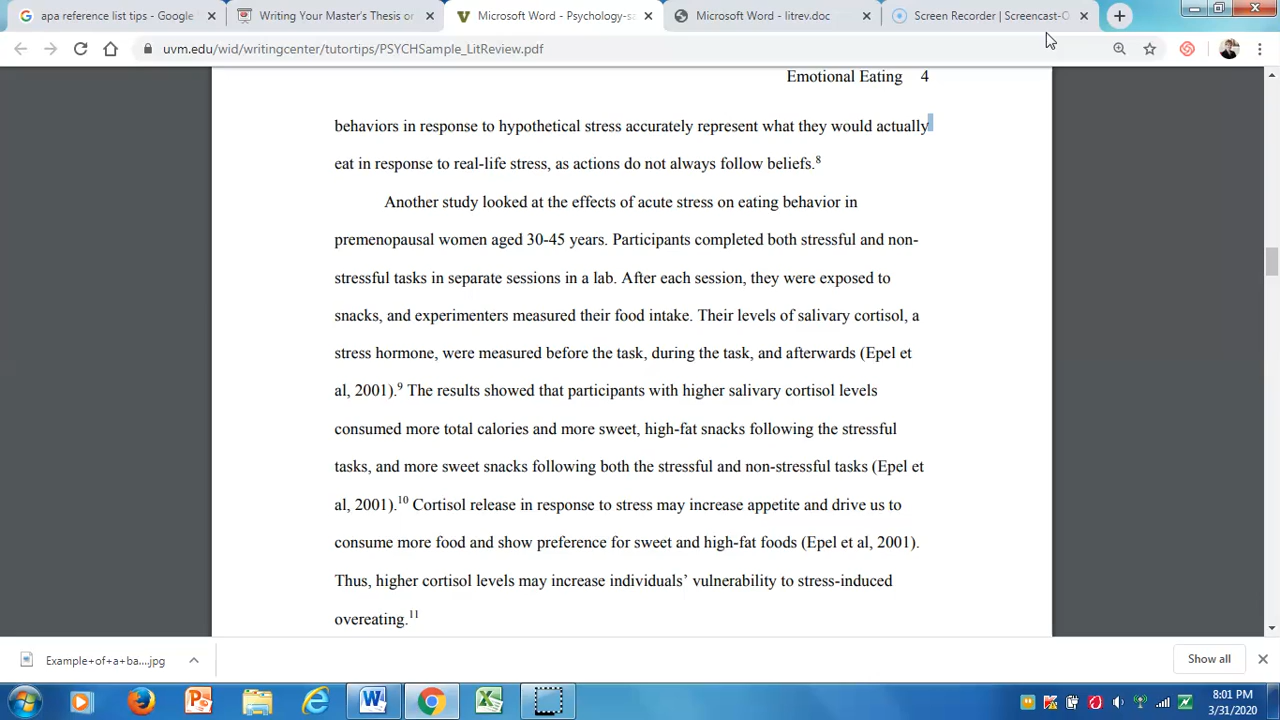 apa reference list tips - Google
Writing Your Master's Thesis or
Microsoft Word - Psychology-sa
Microsoft Word - litrev.doc
Screen Recorder | Screencast-O
uvm.edu/wid/writingcenter/tutortips/PSYCHSample_LitReview.pdf
Emotional Eating 4
behaviors in response to hypothetical stress accurately represent what they would actually
eat in response to real-life stress, as actions do not always follow beliefs.8
Another study looked at the effects of acute stress on eating behavior in
premenopausal women aged 30-45 years. Participants completed both stressful and non-
stressful tasks in separate sessions in a lab. After each session, they were exposed to
snacks, and experimenters measured their food intake. Their levels of salivary cortisol, a
stress hormone, were measured before the task, during the task, and afterwards (Epel et
al, 2001).9 The results showed that participants with higher salivary cortisol levels
consumed more total calories and more sweet, high-fat snacks following the stressful
tasks, and more sweet snacks following both the stressful and non-stressful tasks (Epel et
al, 2001).10 Cortisol release in response to stress may increase appetite and drive us to
consume more food and show preference for sweet and high-fat foods (Epel et al, 2001).
Thus, higher cortisol levels may increase individuals' vulnerability to stress-induced
overeating.11
Example+of+a+ba....jpg
Show all
8:01 PM
3/31/2020